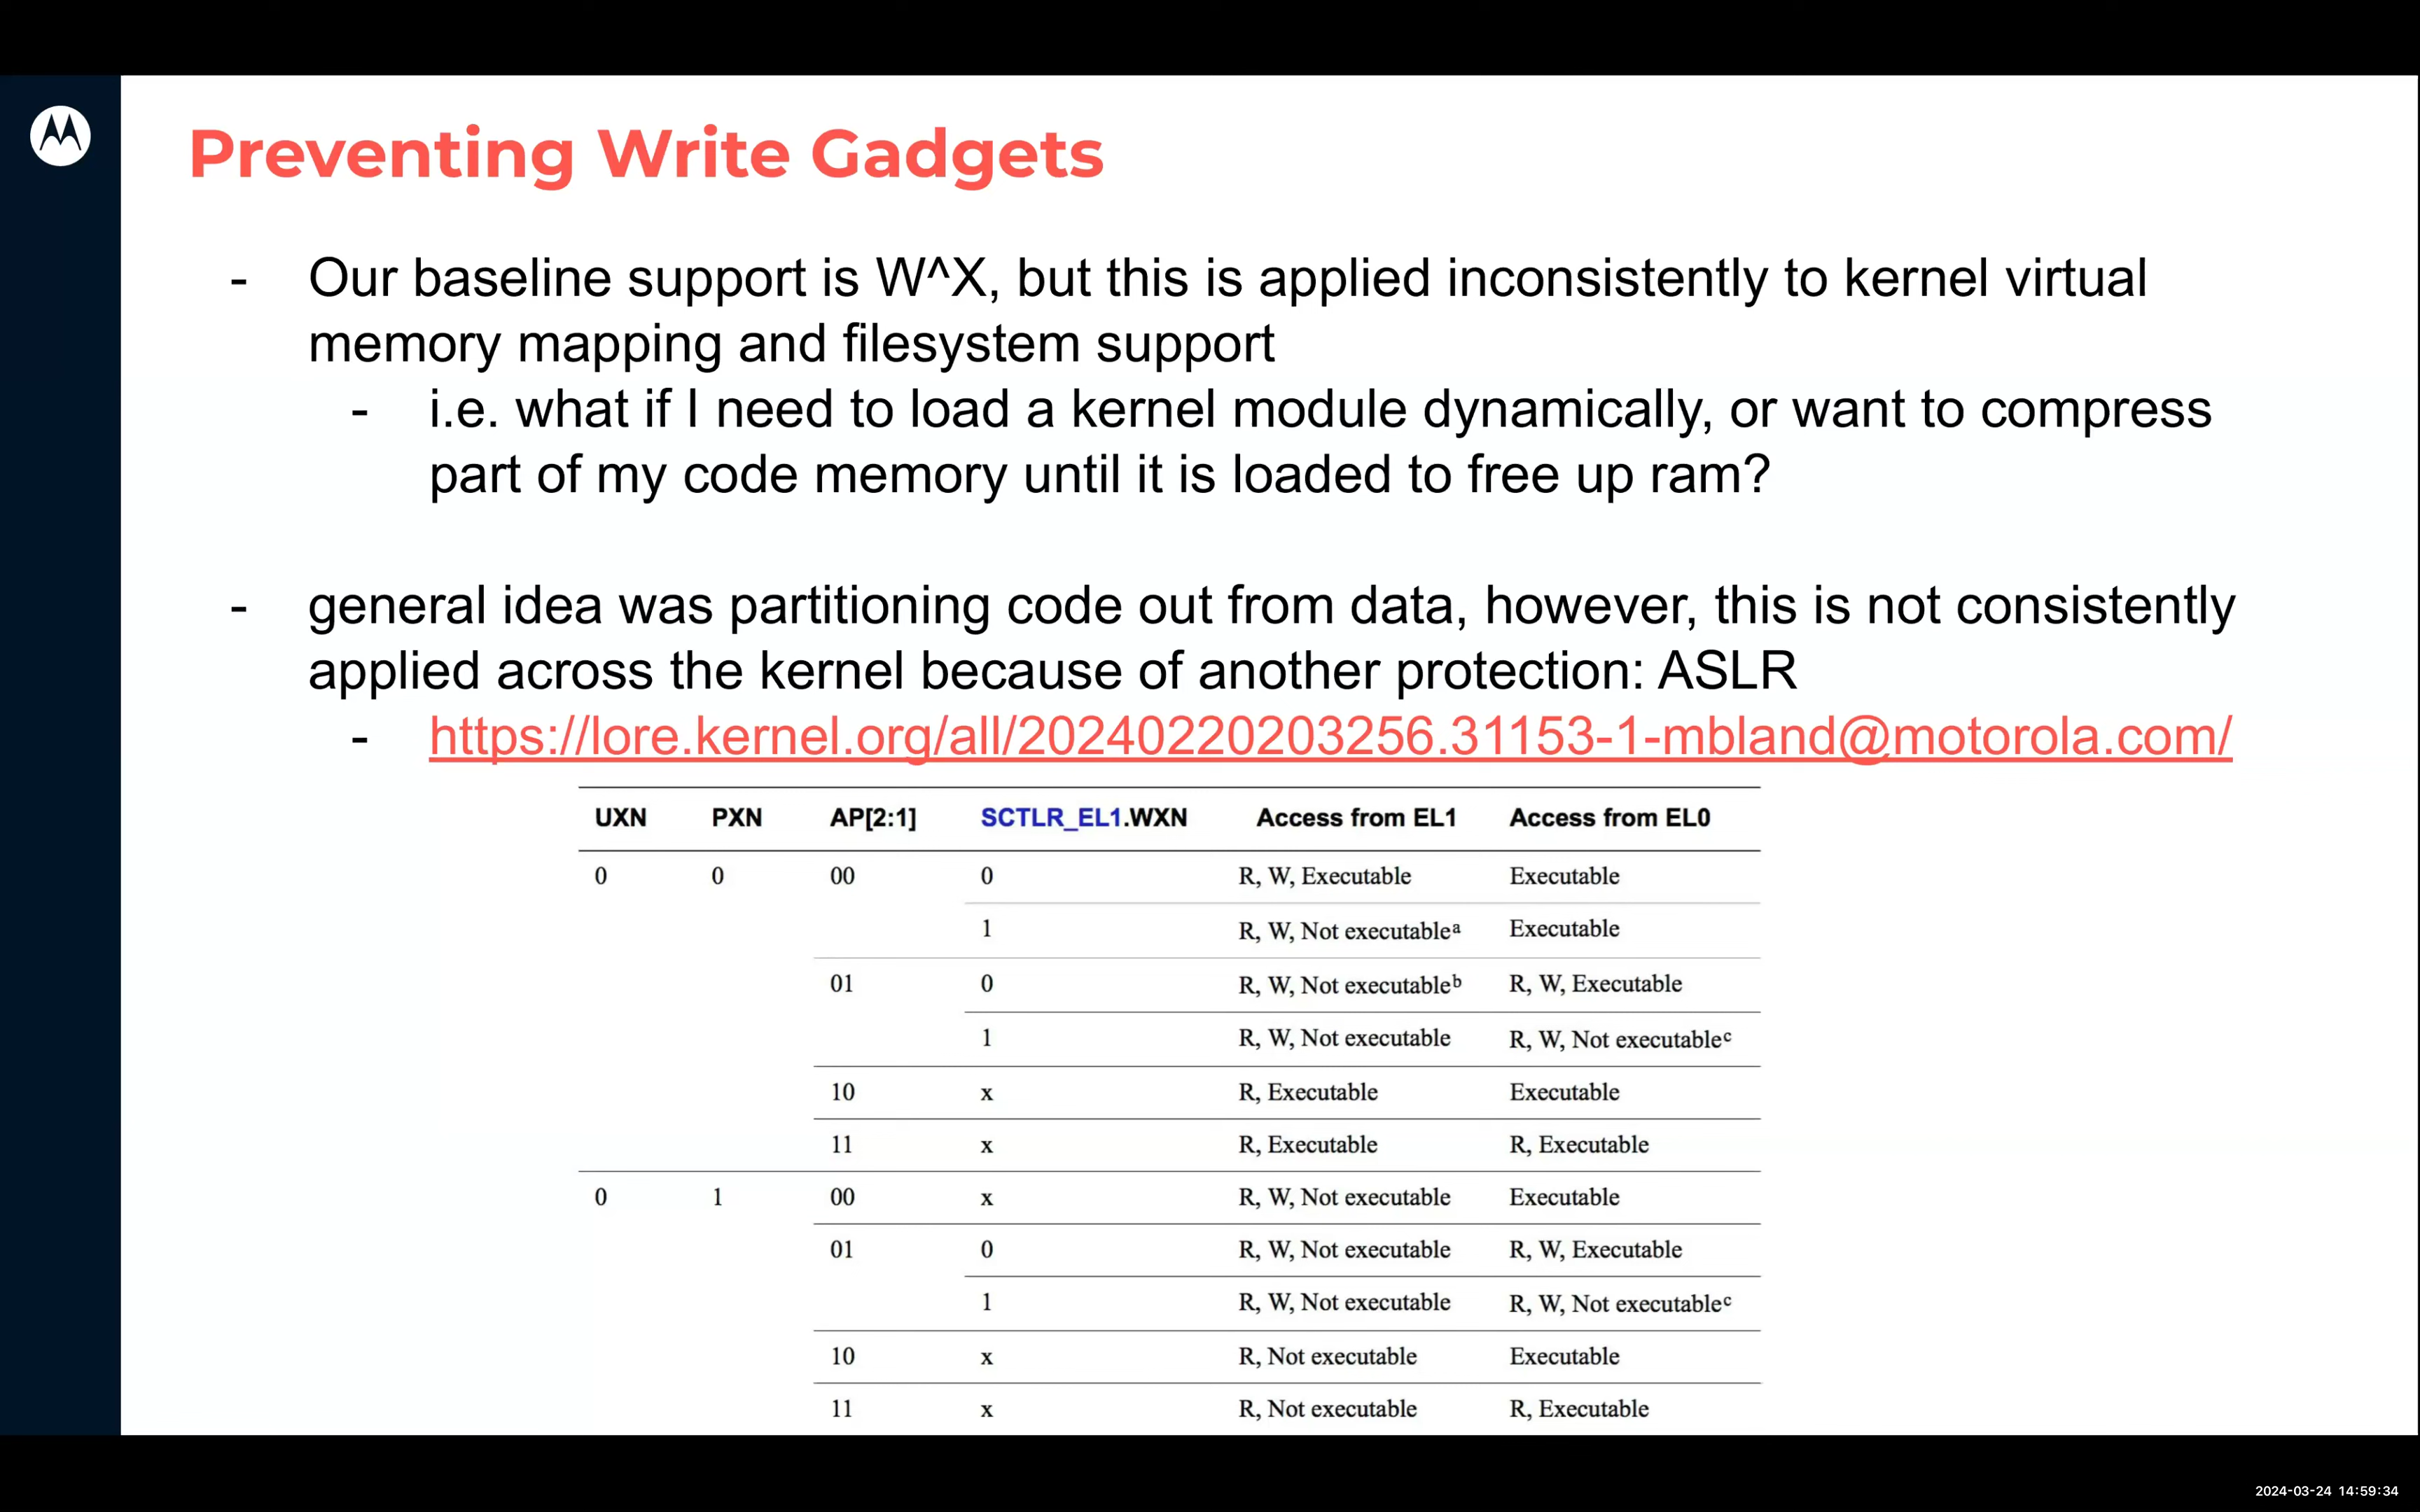 Preventing Write Gadgets
- Our baseline support is W^X, but this is applied inconsistently to kernel virtual
memory mapping and filesystem support
- i.e. what if I need to load a kernel module dynamically, or want to compress
part of my code memory until it is loaded to free up ram?
- general idea was partitioning code out from data, however, this is not consistently
applied across the kernel because of another protection: ASLR
- https://lore.kernel.org/all/20240220203256.31153-1-mbland@motorola.com/
UXN PXN AP[2:1] SCTLR_EL1.WXN Access from EL1 Access from EL0
0 0 00 0 R, W, Executable Executable
1 R, W, Not executableᵃ Executable
01 0 R, W, Not executableᵇ R, W, Executable
1 R, W, Not executable R, W, Not executableᶜ
10 x R, Executable Executable
11 x R, Executable R, Executable
0 1 00 x R, W, Not executable Executable
01 0 R, W, Not executable R, W, Executable
1 R, W, Not executable R, W, Not executableᶜ
10 x R, Not executable Executable
11 x R, Not executable R, Executable
2024-03-24 14:59:34